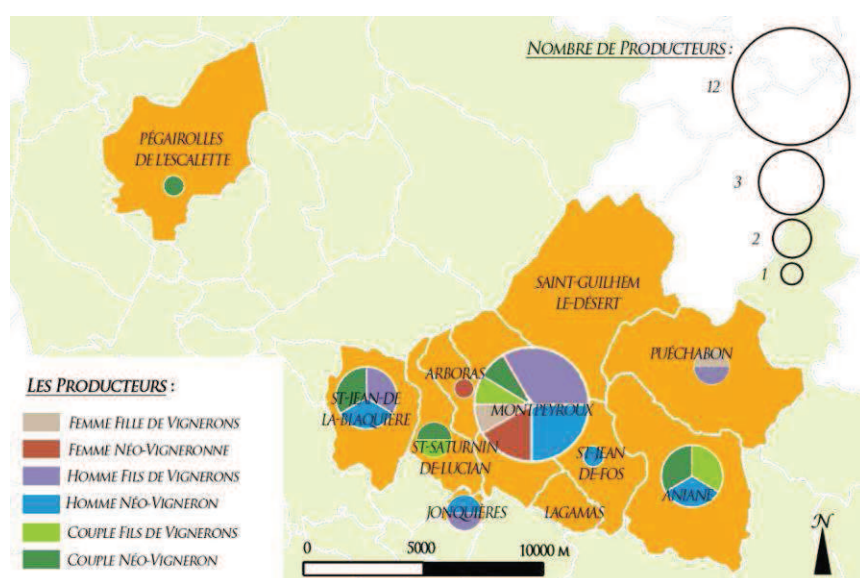 NOMBRE DE PRODUCTEURS :
12
3
2
1
PÉGAIROLLES
DE L'ESCALETTE
SAINT-GUILHEM
LE-DÉSERT
PUÉCHABON
ARBORAS
MONTPEYROUX
ST-JEAN-DE
LA-BLAQUIÈRE
ST-SATURNIN
DE-LUCIAN
ST-JEAN
DE-FOS
ANIANE
JONQUIÈRES
LAGAMAS
LES PRODUCTEURS :
FEMME FILLE DE VIGNERONS
FEMME NÉO-VIGNERONNE
HOMME FILS DE VIGNERONS
HOMME NÉO-VIGNERON
COUPLE FILS DE VIGNERONS
COUPLE NÉO-VIGNERON
0 5000 10000 M
N